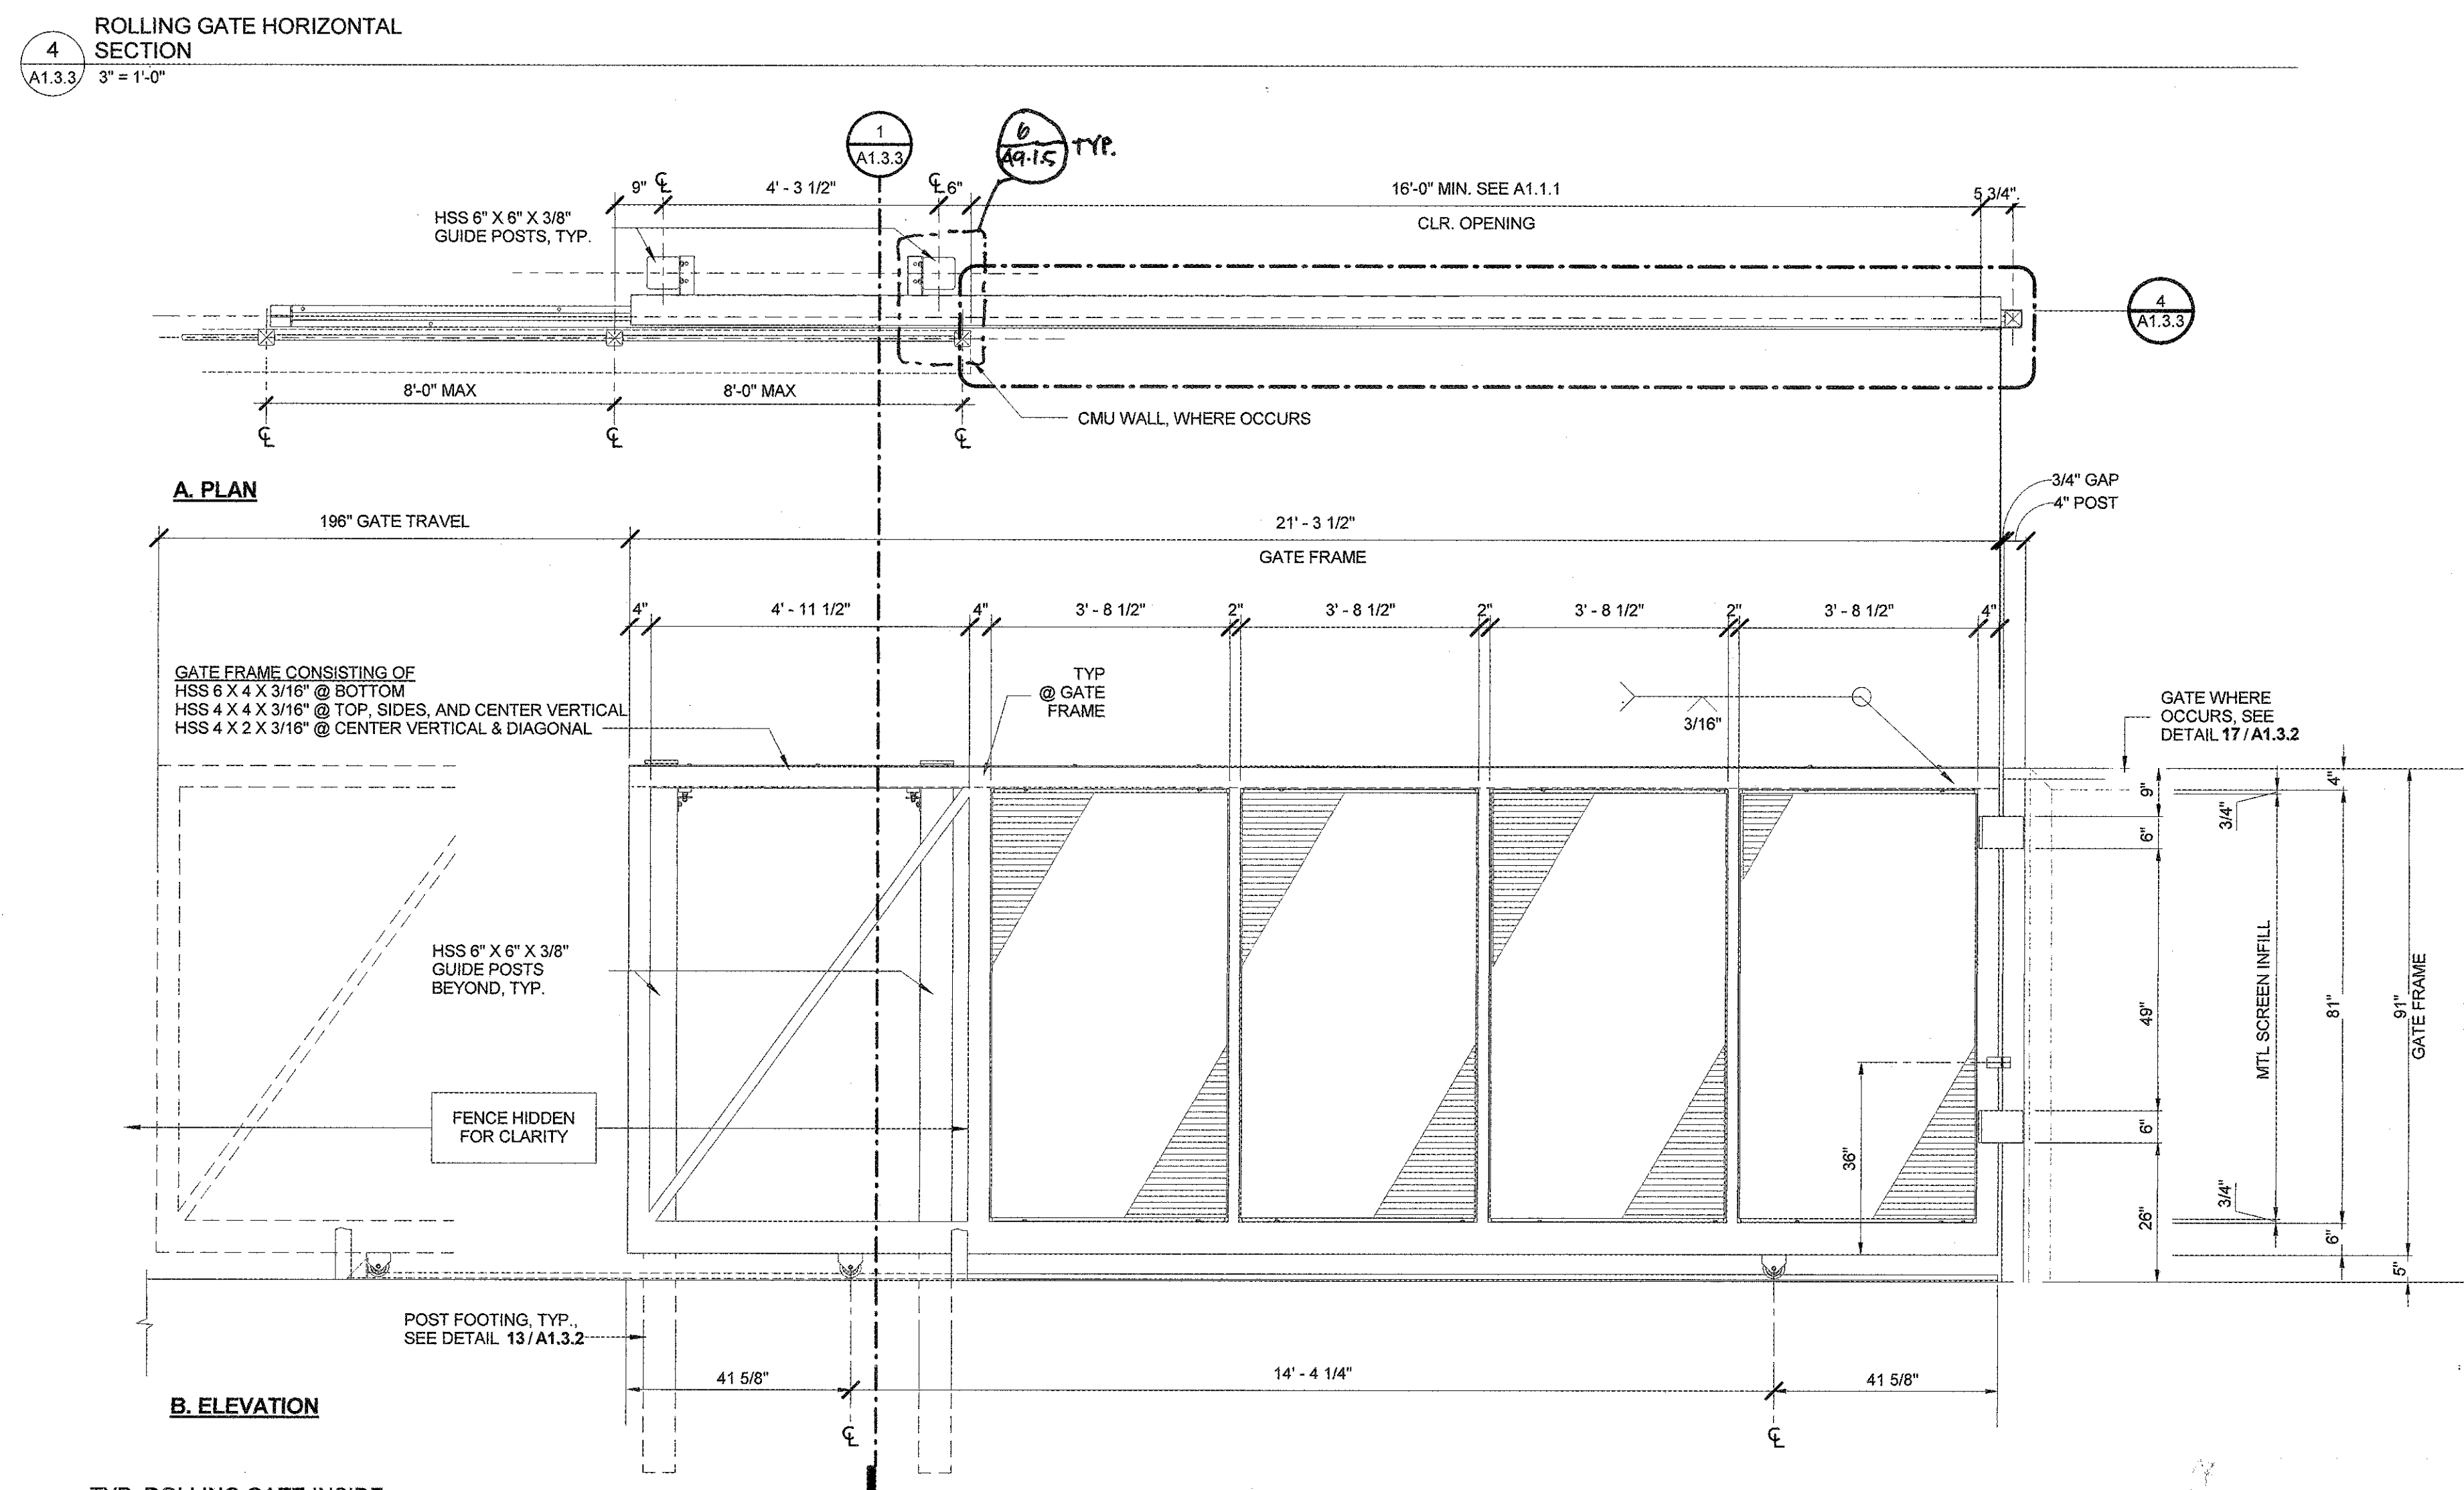 ROLLING GATE HORIZONTAL
SECTION
4
A1.3.3
3" = 1'-0"
1
A1.3.3
6
A9.1.5
TYP.
9"
℄
4' - 3 1/2"
℄
6"
16'-0" MIN. SEE A1.1.1
CLR. OPENING
5 3/4"
HSS 6" X 6" X 3/8"
GUIDE POSTS, TYP.
4
A1.3.3
8'-0" MAX
8'-0" MAX
CMU WALL, WHERE OCCURS
℄
℄
℄
A. PLAN
3/4" GAP
4" POST
196" GATE TRAVEL
21' - 3 1/2"
GATE FRAME
4"
4' - 11 1/2"
4"
3' - 8 1/2"
2"
3' - 8 1/2"
2"
3' - 8 1/2"
2"
3' - 8 1/2"
4"
GATE FRAME CONSISTING OF
HSS 6 X 4 X 3/16" @ BOTTOM
HSS 4 X 4 X 3/16" @ TOP, SIDES, AND CENTER VERTICAL
HSS 4 X 2 X 3/16" @ CENTER VERTICAL & DIAGONAL
TYP
@ GATE
FRAME
3/16"
GATE WHERE
OCCURS, SEE
DETAIL 17 / A1.3.2
9"
6"
49"
6"
26"
3/4"
MTL SCREEN INFILL
3/4"
4"
81"
6"
91"
GATE FRAME
5"
36"
HSS 6" X 6" X 3/8"
GUIDE POSTS
BEYOND, TYP.
FENCE HIDDEN
FOR CLARITY
POST FOOTING, TYP.,
SEE DETAIL 13 / A1.3.2
41 5/8"
14' - 4 1/4"
41 5/8"
℄
℄
B. ELEVATION